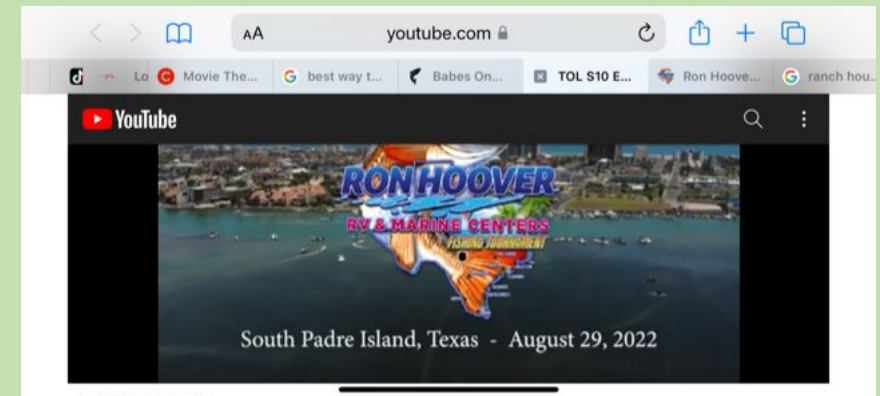 AA youtube.com
Lo Movie The... best way t... Babes On... TOL S10 E... Ron Hoove... ranch hou...
YouTube
RON HOOVER
RV & MARINE CENTERS
FISHING TOURNAMENT
South Padre Island, Texas - August 29, 2022